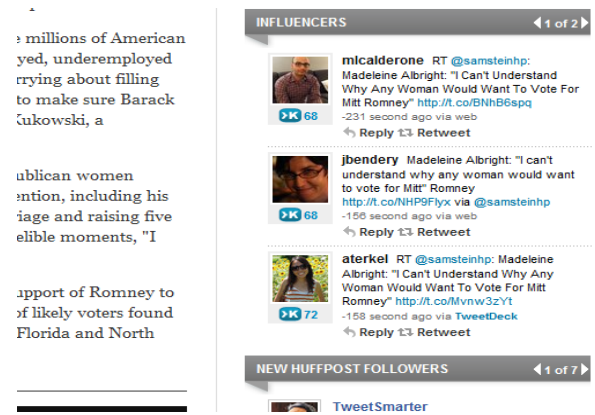 e millions of American
yed, underemployed
rrying about filling
to make sure Barack
Kukowski, a
ublican women
ention, including his
riage and raising five
elible moments, "I
upport of Romney to
of likely voters found
Florida and North
INFLUENCERS
1 of 2
mlcalderone RT @samsteinhp:
Madeleine Albright: "I Can't Understand
Why Any Woman Would Want To Vote For
Mitt Romney" http://t.co/BNhB6spq
-231 second ago via web
Reply Retweet
>K 68
jbendery Madeleine Albright: "I can't
understand why any woman would want
to vote for Mitt" Romney
http://t.co/NHP9Flyx via @samsteinhp
-156 second ago via web
Reply Retweet
>K 68
aterkel RT @samsteinhp: Madeleine
Albright: "I Can't Understand Why Any
Woman Would Want To Vote For Mitt
Romney" http://t.co/Mvnw3zYt
-158 second ago via TweetDeck
Reply Retweet
>K 72
NEW HUFFPOST FOLLOWERS
1 of 7
TweetSmarter